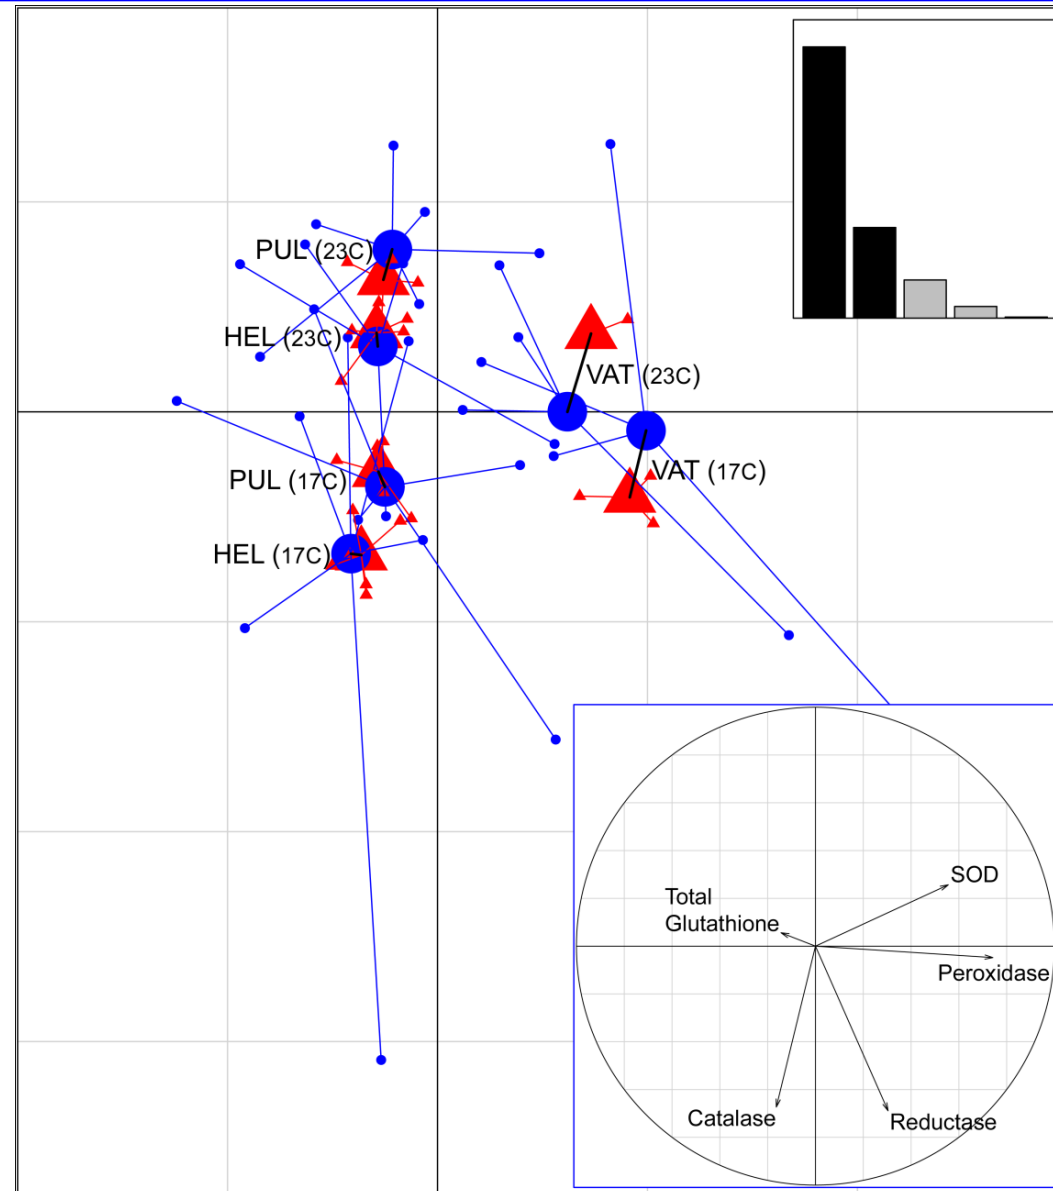 PUL (23C)
HEL (23C)
VAT (23C)
PUL (17C)
VAT (17C)
HEL (17C)
SOD
Total
Glutathione
Peroxidase
Catalase
Reductase